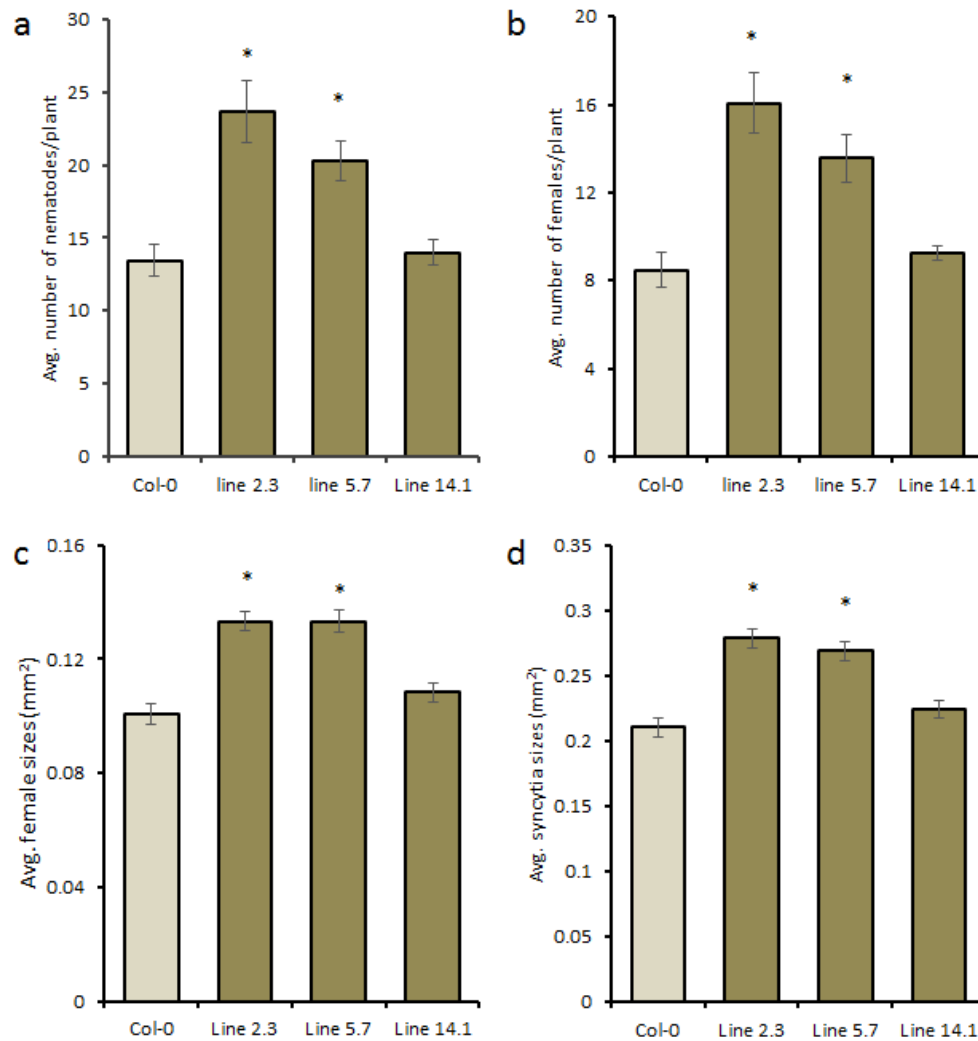 a
Avg. number of nematodes/plant
30
25
20
15
10
5
0
*
*
Col-0 line 2.3 line 5.7 Line 14.1
b
Avg. number of females/plant
20
16
12
8
4
0
*
*
Col-0 line 2.3 line 5.7 Line 14.1
c
Avg. female sizes (mm²)
0.16
0.12
0.08
0.04
0
*
*
Col-0 Line 2.3 Line 5.7 Line 14.1
d
Avg. syncytia sizes (mm²)
0.35
0.3
0.25
0.2
0.15
0.1
0.05
0
*
*
Col-0 Line 2.3 Line 5.7 Line 14.1